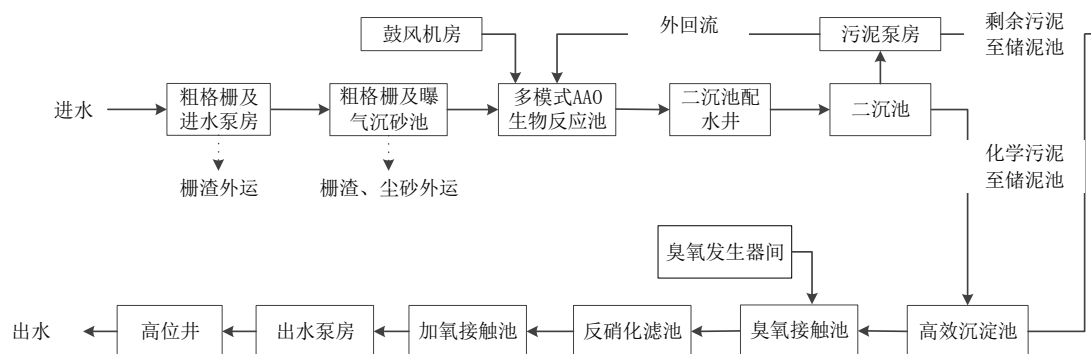 鼓风机房
外回流
污泥泵房
剩余污泥
至储泥池
进水
粗格栅及
进水泵房
粗格栅及曝
气沉砂池
多模式AAO
生物反应池
二沉池配
水井
二沉池
栅渣外运
栅渣、尘砂外运
化学污泥
至储泥池
臭氧发生器间
出水
高位井
出水泵房
加氧接触池
反硝化滤池
臭氧接触池
高效沉淀池